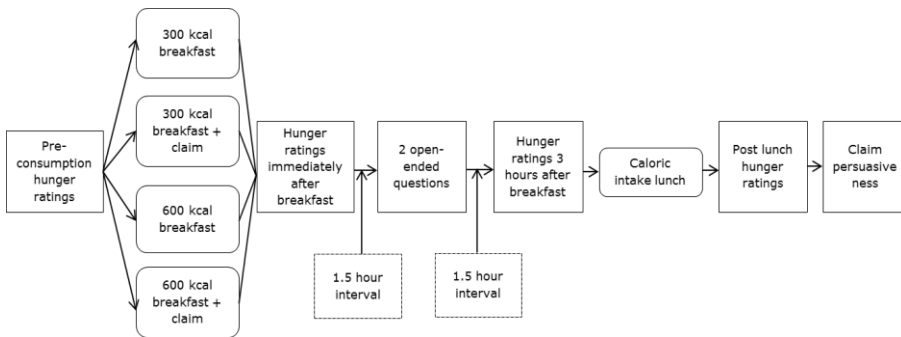 Pre-
consumption
hunger
ratings
300 kcal
breakfast
300 kcal
breakfast +
claim
600 kcal
breakfast
600 kcal
breakfast +
claim
Hunger
ratings
immediately
after
breakfast
1.5 hour
interval
2 open-
ended
questions
1.5 hour
interval
Hunger
ratings 3
hours after
breakfast
Caloric
intake lunch
Post lunch
hunger
ratings
Claim
persuasive
ness